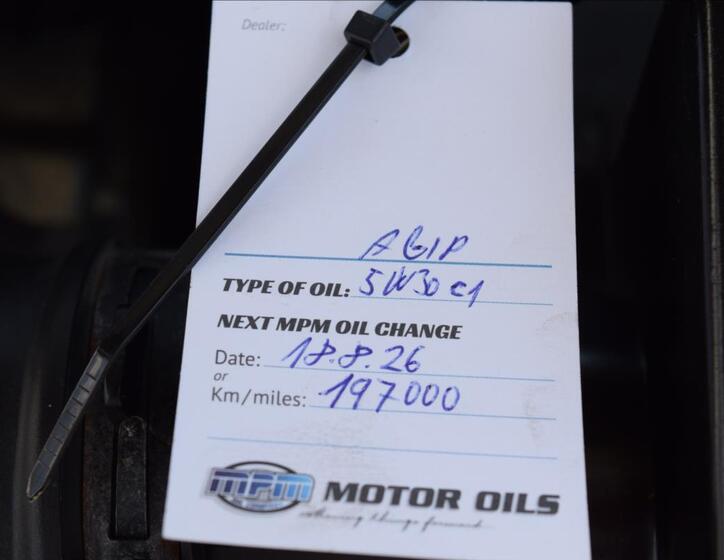 Dealer:
AGIP
TYPE OF OIL: 5W30 C1
NEXT MPM OIL CHANGE
Date: 18.8.26
or
Km/miles: 197000
MPM MOTOR OILS